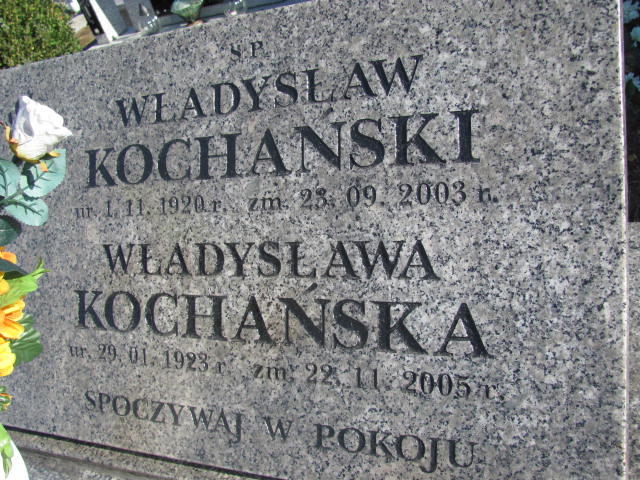 Ś.P.
WŁADYSŁAW
KOCHAŃSKI
ur. 1. 11. 1920 r. zm. 23. 09. 2003 r.
WŁADYSŁAWA
KOCHAŃSKA
ur. 29. 01. 1923 r. zm. 22. 11. 2005 r.
SPOCZYWAJ W POKOJU